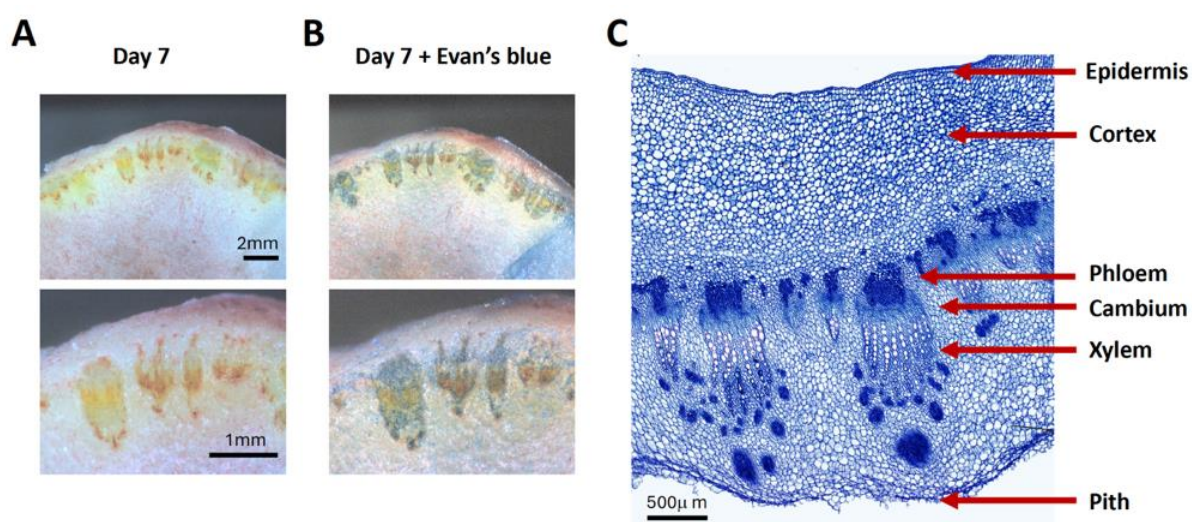 A
Day 7
2mm
1mm
B
Day 7 + Evan's blue
C
Epidermis
Cortex
Phloem
Cambium
Xylem
Pith
500μ m